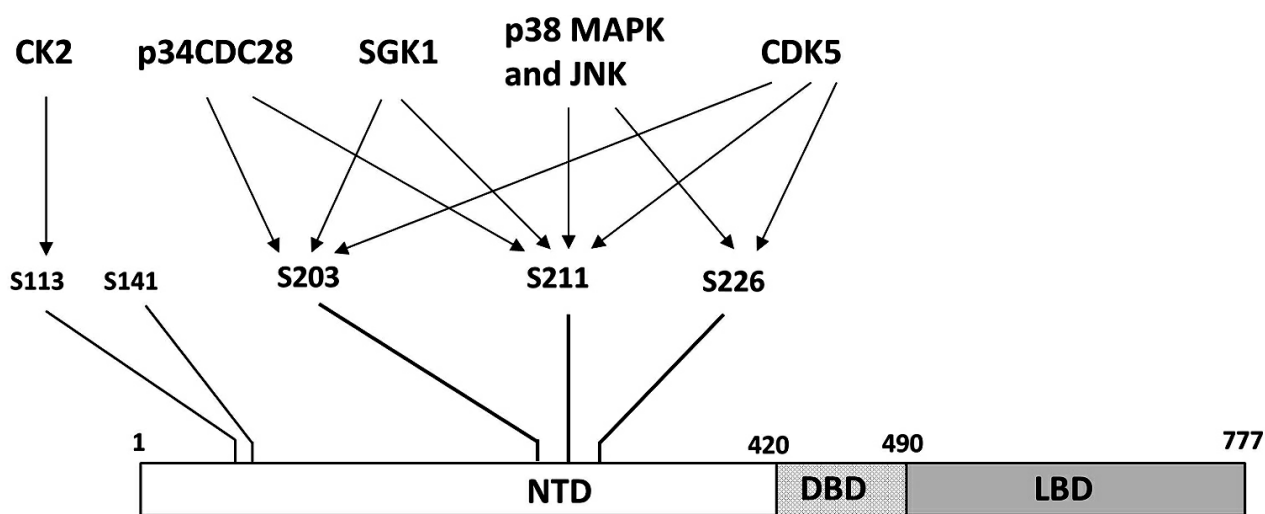 CK2
p34CDC28
SGK1
p38 MAPK
and JNK
CDK5
S113
S141
S203
S211
S226
1
420
490
777
NTD
DBD
LBD